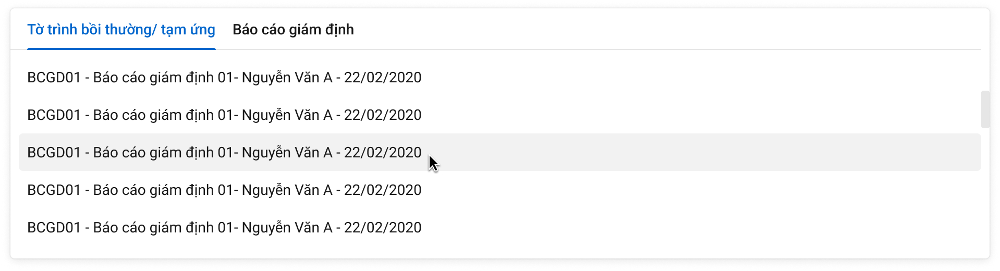 Tờ trình bồi thường/ tạm ứng Báo cáo giám định
BCGD01 - Báo cáo giám định 01- Nguyễn Văn A - 22/02/2020
BCGD01 - Báo cáo giám định 01- Nguyễn Văn A - 22/02/2020
BCGD01 - Báo cáo giám định 01- Nguyễn Văn A - 22/02/2020
BCGD01 - Báo cáo giám định 01- Nguyễn Văn A - 22/02/2020
BCGD01 - Báo cáo giám định 01- Nguyễn Văn A - 22/02/2020